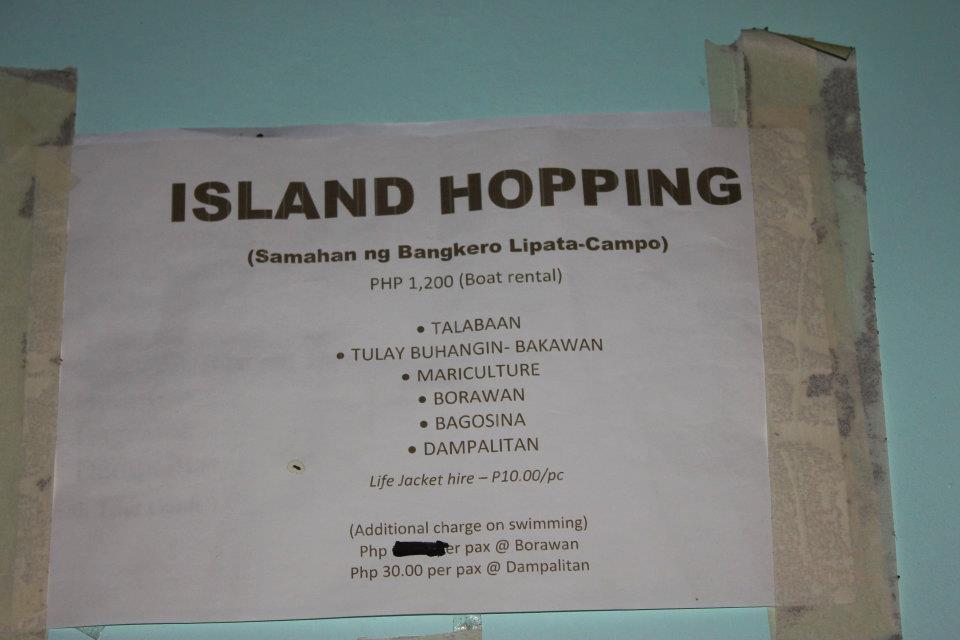 ISLAND HOPPING
(Samahan ng Bangkero Lipata-Campo)
PHP 1,200 (Boat rental)
• TALABAAN
• TULAY BUHANGIN- BAKAWAN
• MARICULTURE
• BORAWAN
• BAGOSINA
• DAMPALITAN
Life Jacket hire – P10.00/pc
(Additional charge on swimming)
Php er pax @ Borawan
Php 30.00 per pax @ Dampalitan